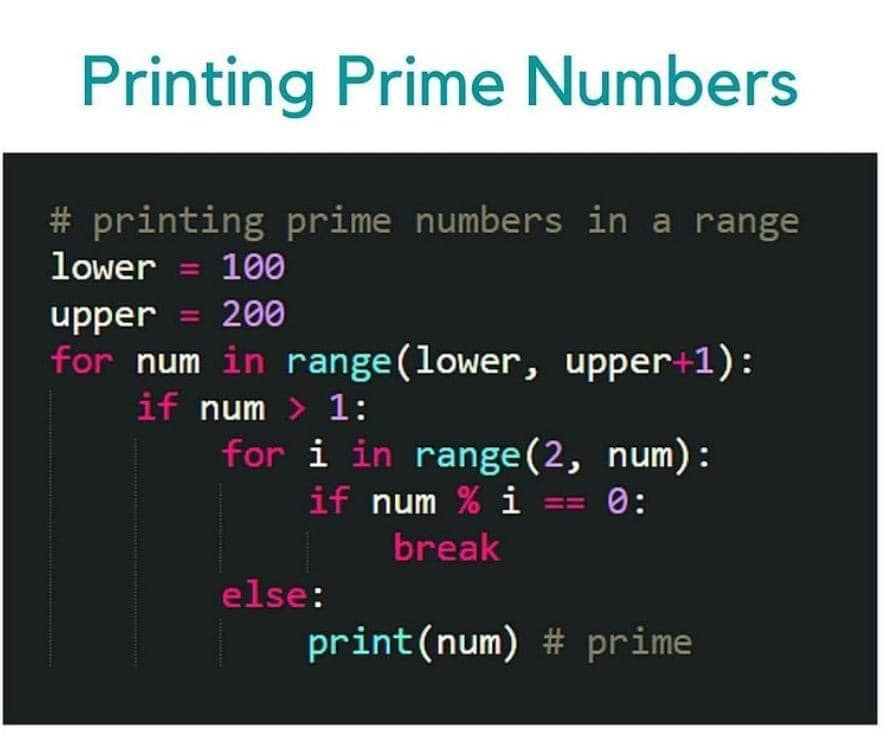 Printing Prime Numbers
# printing prime numbers in a range
lower = 100
upper = 200
for num in range(lower, upper+1):
    if num > 1:
        for i in range(2, num):
            if num % i == 0:
                break
        else:
            print(num) # prime